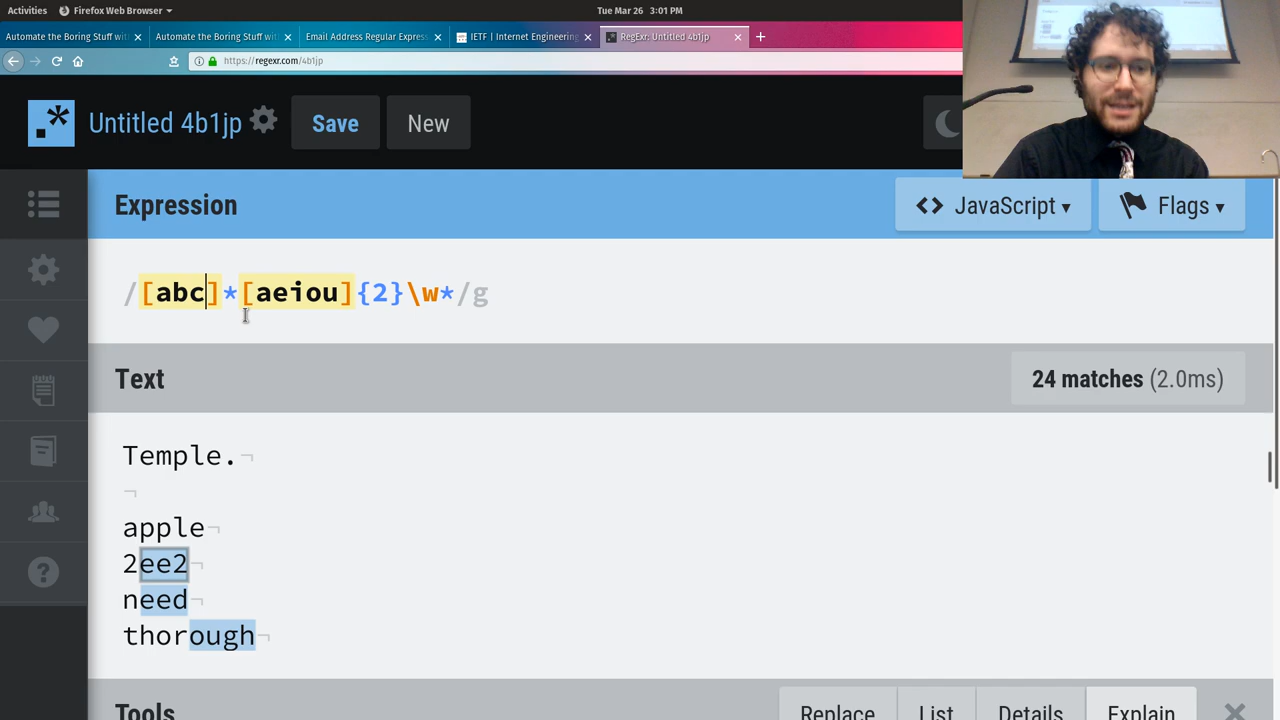 Activities Firefox Web Browser ▾ Tue Mar 26 3:01 PM
Automate the Boring Stuff wit × Automate the Boring Stuff wit × Email Address Regular Expres × IETF | Internet Engineering × RegExr: Untitled 4b1jp × +
https://regexr.com/4b1jp
.* Untitled 4b1jp Save New
Expression <> JavaScript ▾ Flags ▾
/[abc]*[aeiou]{2}\w*/g
Text 24 matches (2.0ms)
Temple.¬
¬
apple¬
2ee2¬
need¬
thorough¬
Tools Replace List Details Explain ×